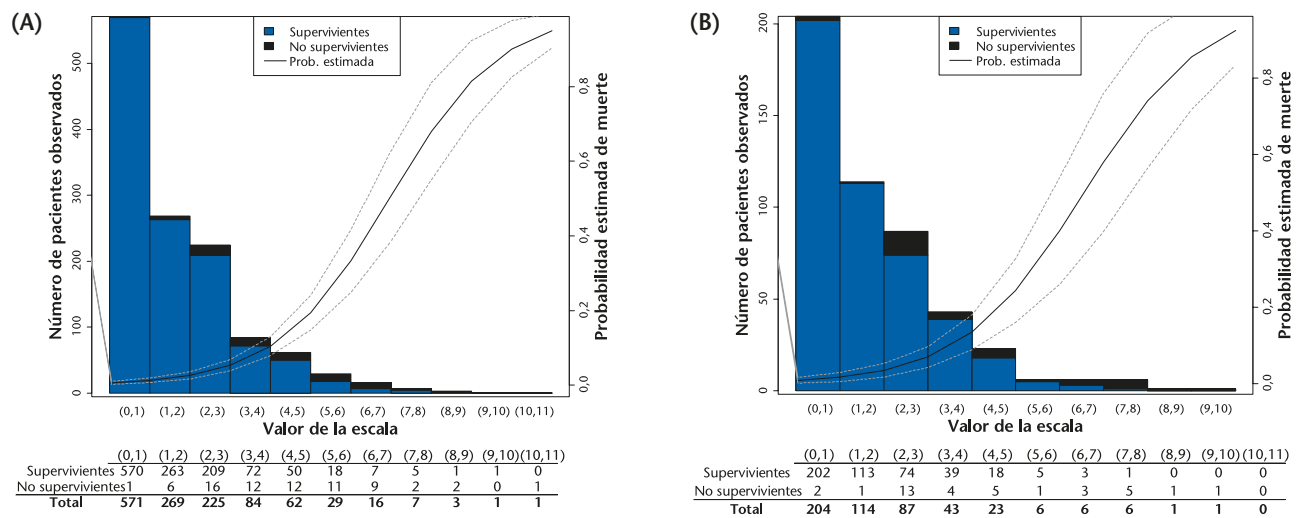 (A)
Supervivientes
No supervivientes
Prob. estimada
Número de pacientes observados
0 100 200 300 400 500
Probabilidad estimada de muerte
0,0 0,2 0,4 0,6 0,8
(0,1) (1,2) (2,3) (3,4) (4,5) (5,6) (6,7) (7,8) (8,9) (9,10) (10,11)
Valor de la escala
(0,1) (1,2) (2,3) (3,4) (4,5) (5,6) (6,7) (7,8) (8,9) (9,10) (10,11)
Supervivientes 570 263 209 72 50 18 7 5 1 1 0
No supervivientes 1 6 16 12 12 11 9 2 2 0 1
Total 571 269 225 84 62 29 16 7 3 1 1
(B)
Supervivientes
No supervivientes
Prob. estimada
Número de pacientes observados
0 50 100 150 200
Probabilidad estimada de muerte
0,0 0,2 0,4 0,6 0,8
(0,1) (1,2) (2,3) (3,4) (4,5) (5,6) (6,7) (7,8) (8,9) (9,10)
Valor de la escala
(0,1) (1,2) (2,3) (3,4) (4,5) (5,6) (6,7) (7,8) (8,9) (9,10) (10,11)
Supervivientes 202 113 74 39 18 5 3 1 0 0 0
No supervivientes 2 1 13 4 5 1 3 5 1 1 0
Total 204 114 87 43 23 6 6 6 1 1 0